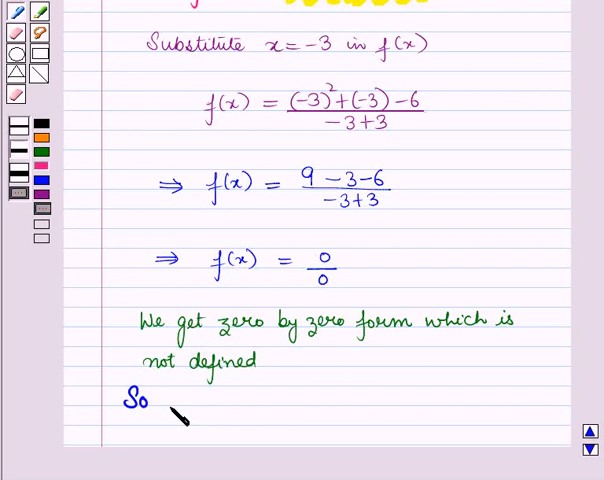 Substitute x = -3 in f(x)
f(x) = (-3)²+(-3)-6 / -3+3
⇒ f(x) = 9-3-6 / -3+3
⇒ f(x) = 0/0
We get zero by zero form which is
not defined
So